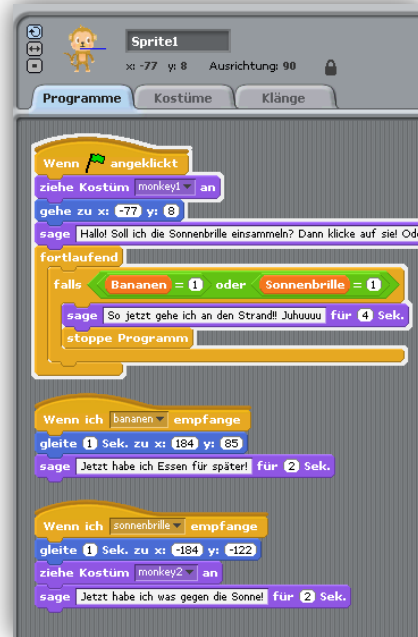 Sprite1
x: -77 y: 8 Ausrichtung: 90
Programme Kostüme Klänge
Wenn angeklickt
ziehe Kostüm monkey1 an
gehe zu x: -77 y: 8
sage Hallo! Soll ich die Sonnenbrille einsammeln? Dann klicke auf sie! Ode
fortlaufend
falls Bananen = 1 oder Sonnenbrille = 1
sage So jetzt gehe ich an den Strand!! Juhuuuu für 4 Sek.
stoppe Programm
Wenn ich bananen empfange
gleite 1 Sek. zu x: 184 y: 85
sage Jetzt habe ich Essen für später! für 2 Sek.
Wenn ich sonnenbrille empfange
gleite 1 Sek. zu x: -184 y: -122
ziehe Kostüm monkey2 an
sage Jetzt habe ich was gegen die Sonne! für 2 Sek.